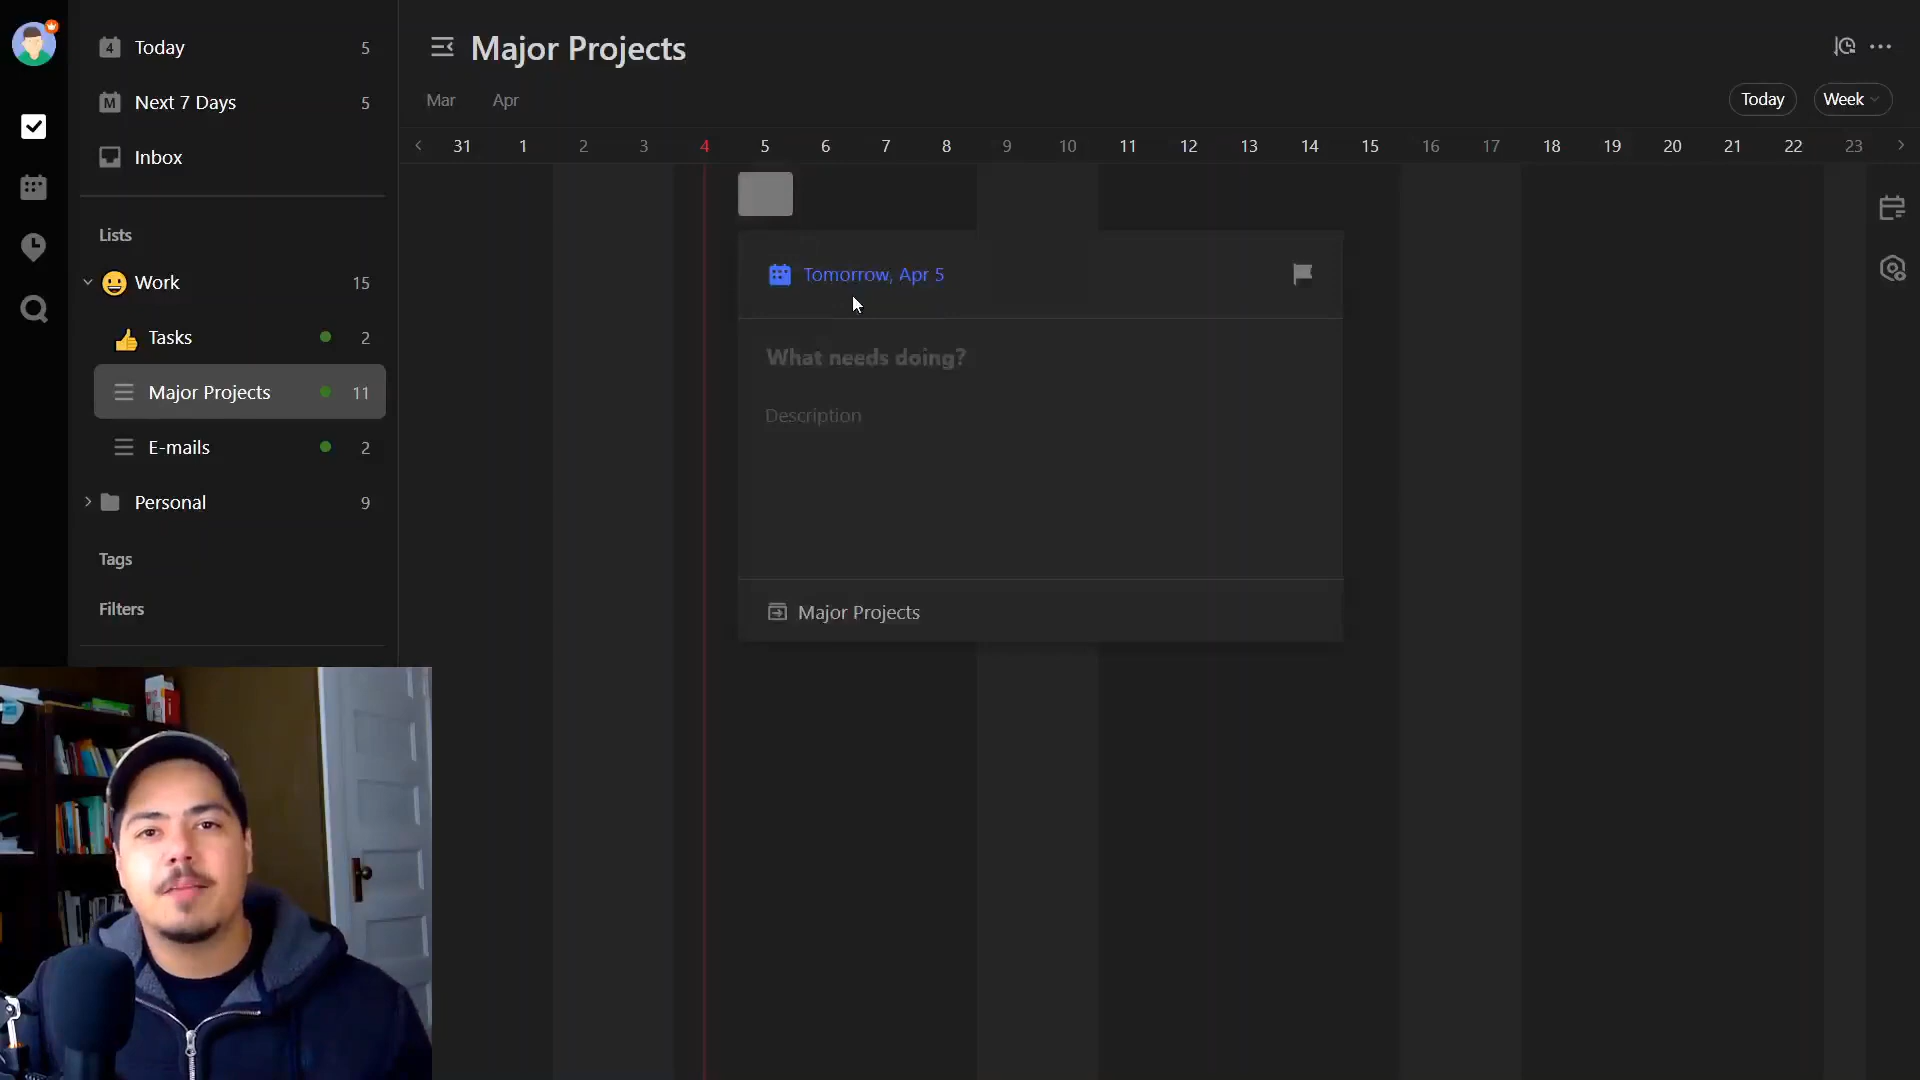 4 Today 5
M Next 7 Days 5
Inbox
Lists
Work 15
Tasks 2
Major Projects 11
E-mails 2
Personal 9
Tags
Filters
Major Projects
Mar Apr
Today Week
31 1 2 3 4 5 6 7 8 9 10 11 12 13 14 15 16 17 18 19 20 21 22 23
Tomorrow, Apr 5
What needs doing?
Description
Major Projects